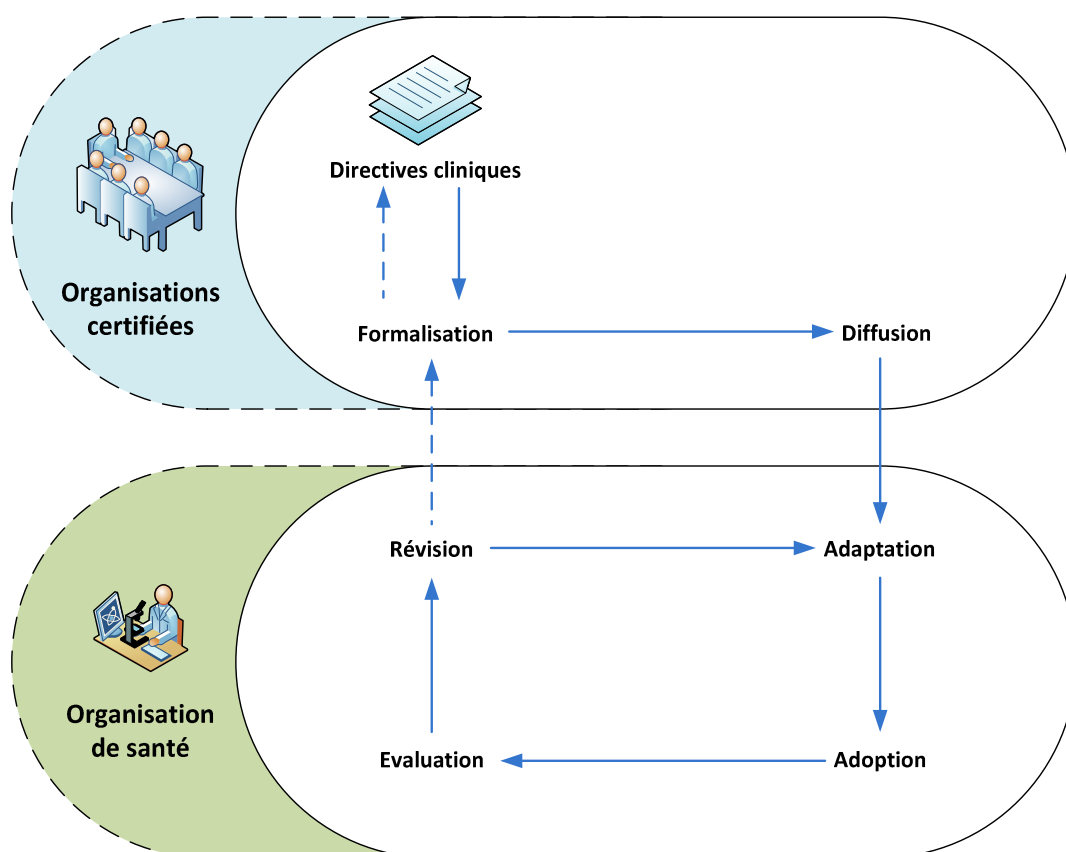 Directives cliniques
Organisations
certifiées
Formalisation
Diffusion
Révision
Adaptation
Organisation
de santé
Evaluation
Adoption